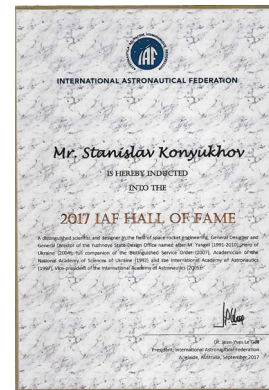 IAF
INTERNATIONAL ASTRONAUTICAL FEDERATION
Mr. Stanislav Konyukhov
IS HEREBY INDUCTED
INTO THE
2017 IAF HALL OF FAME
A distinguished scientist and designer in the field of space rocket engineering, General Designer and
General Director of the Yuzhnoye State Design Office named after M. Yangel (1991-2010), Hero of
Ukraine (2004), full companion of the Distinguished Service Order (2007), Academician of the
National Academy of Sciences of Ukraine (1992) and the International Academy of Astronautics
(1997), Vice-president of the International Academy of Astronautics
Dr. Jean-Yves Le Gall
President, International Astronautical Federation
Adelaide, Australia, September 2017